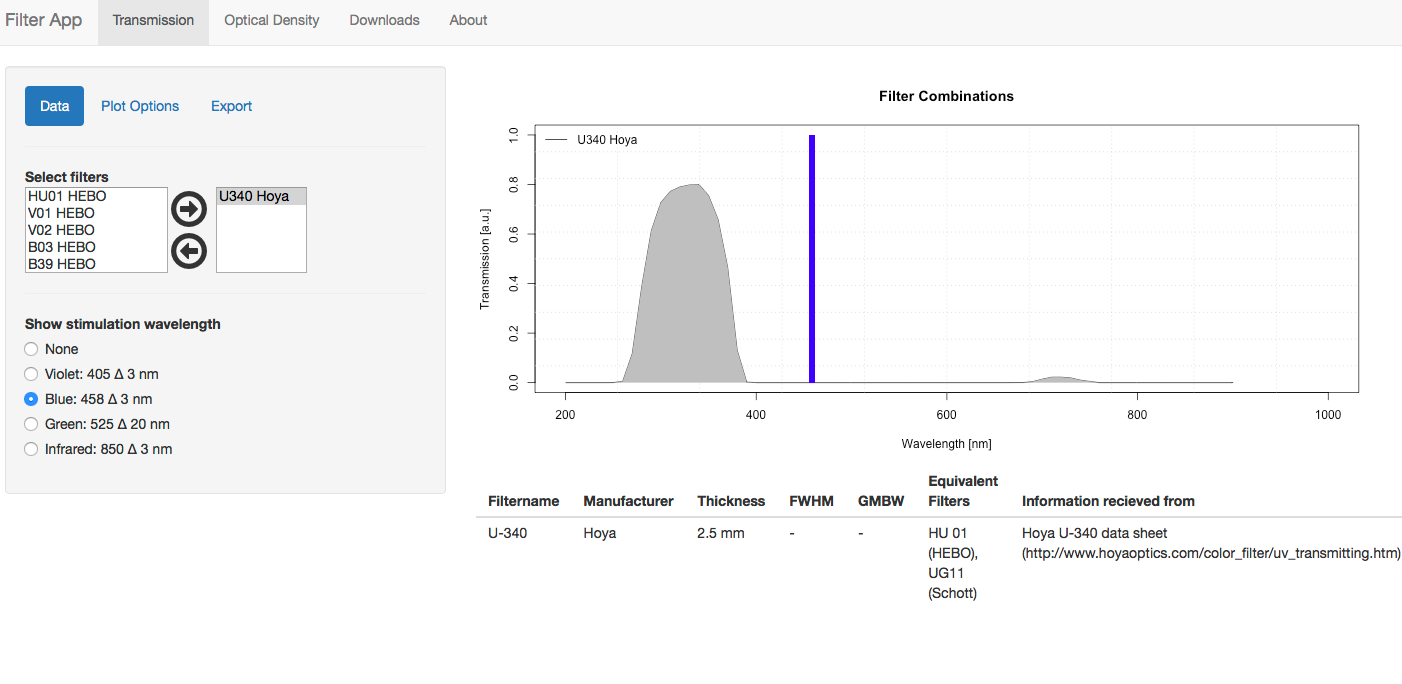 Filter App Transmission Optical Density Downloads About
Data Plot Options Export
Select filters
HU01 HEBO
V01 HEBO
V02 HEBO
B03 HEBO
B39 HEBO
U340 Hoya
Show stimulation wavelength
None
Violet: 405 Δ 3 nm
Blue: 458 Δ 3 nm
Green: 525 Δ 20 nm
Infrared: 850 Δ 3 nm
Filter Combinations
U340 Hoya
Transmission [a.u.]
1.0
0.8
0.6
0.4
0.2
0.0
200 400 600 800 1000
Wavelength [nm]
Filtername Manufacturer Thickness FWHM GMBW Equivalent Filters Information recieved from
U-340 Hoya 2.5 mm - - HU 01 Hoya U-340 data sheet
(HEBO), (http://www.hoyaoptics.com/color_filter/uv_transmitting.htm)
UG11
(Schott)